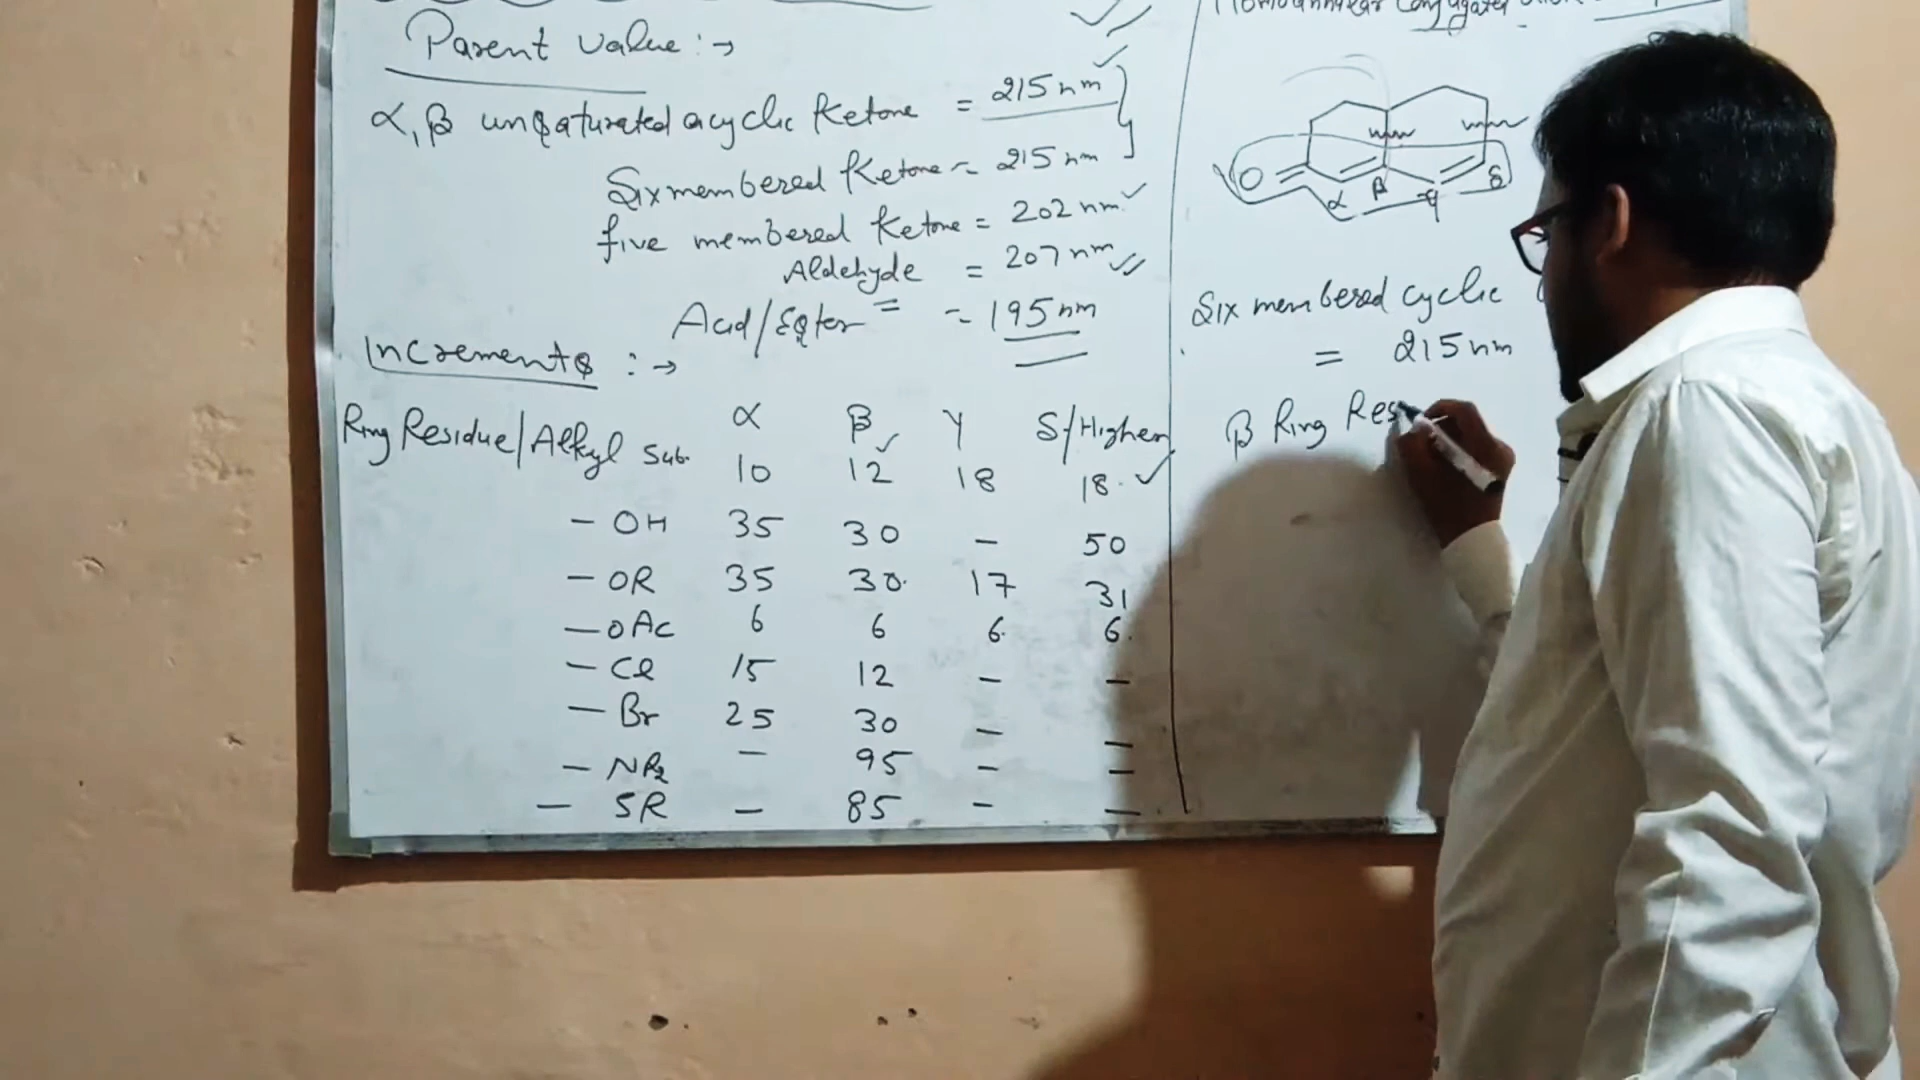 Parent value :→
α, β unsaturated acyclic Ketone = 215 nm
Six membered Ketone = 215 nm
five membered Ketone = 202 nm
Aldehyde = 207 nm
Acid/Ester = = 195 nm
Increments :→
α β γ δ/Higher
Ring Residue/Alkyl Sub. 10 12 18 18
- OH 35 30 - 50
- OR 35 30 17 31
- OAc 6 6 6 6
- Cl 15 12 - -
- Br 25 30 - -
- NR2 - 95 - -
- SR - 85 - -
Homoannular Conjugated
O α β γ δ
Six membered cyclic
= 215 nm
β Ring Res